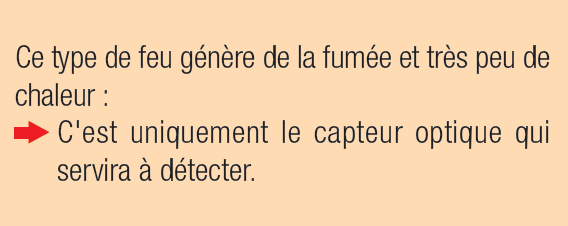 Ce type de feu génère de la fumée et très peu de
chaleur :
C'est uniquement le capteur optique qui
servira à détecter.